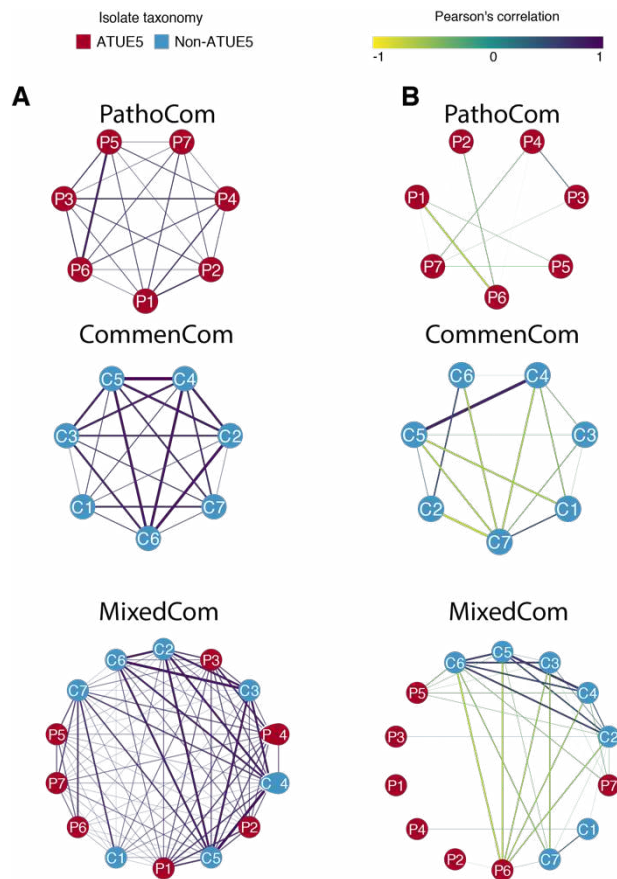 Isolate taxonomy
ATUE5 Non-ATUE5
Pearson's correlation
-1 0 1
A
B
PathoCom
P5 P7
P3 P4
P6 P2
P1
PathoCom
P2 P4
P1 P3
P7 P5
P6
CommenCom
C5 C4
C3 C2
C1 C7
C6
CommenCom
C6 C4
C5 C3
C2 C1
C7
MixedCom
C2
C6 P3
C7 C3
P5 P 4
P7 C 4
P6 P2
C1 C5
P1
MixedCom
C5
C6 C3
P5 C4
P3 C2
P1 P7
P4 C1
P2 C7
P6